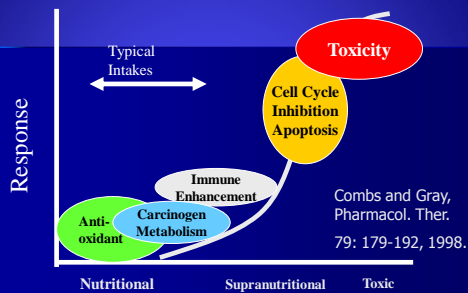 Response
Typical
Intakes
Toxicity
Cell Cycle
Inhibition
Apoptosis
Immune
Enhancement
Anti-
oxidant
Carcinogen
Metabolism
Combs and Gray,
Pharmacol. Ther.
79: 179-192, 1998.
Nutritional
Supranutritional
Toxic